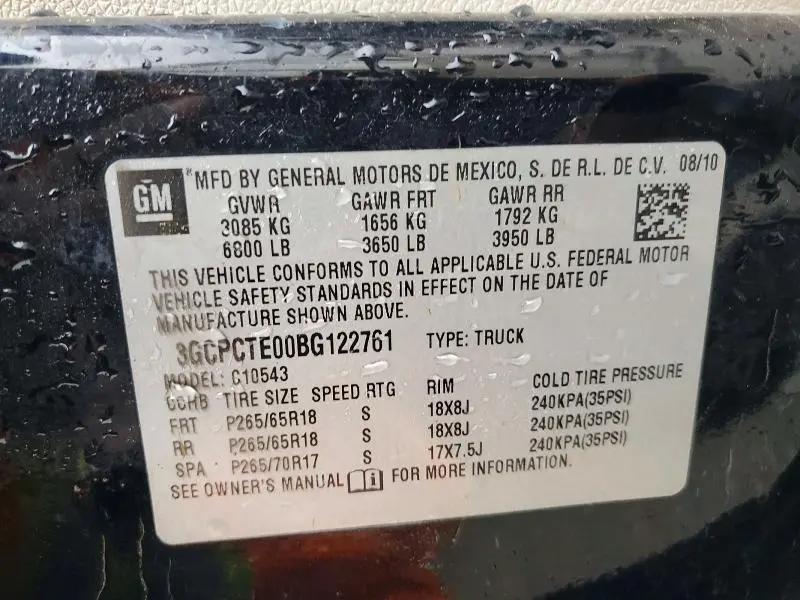 GM
*MFD BY GENERAL MOTORS DE MEXICO, S. DE R.L. DE C.V. 08/10
GVWR GAWR FRT GAWR RR
3085 KG 1656 KG 1792 KG
6800 LB 3650 LB 3950 LB
THIS VEHICLE CONFORMS TO ALL APPLICABLE U.S. FEDERAL MOTOR
VEHICLE SAFETY STANDARDS IN EFFECT ON THE DATE OF
MANUFACTURE SHOWN ABOVE.
3GCPCTE00BG122761 TYPE: TRUCK
MODEL: C10543
CCRB TIRE SIZE SPEED RTG RIM COLD TIRE PRESSURE
FRT P265/65R18 S 18X8J 240KPA(35PSI)
RR P265/65R18 S 18X8J 240KPA(35PSI)
SPA P265/70R17 S 17X7.5J 240KPA(35PSI)
SEE OWNER'S MANUAL FOR MORE INFORMATION.